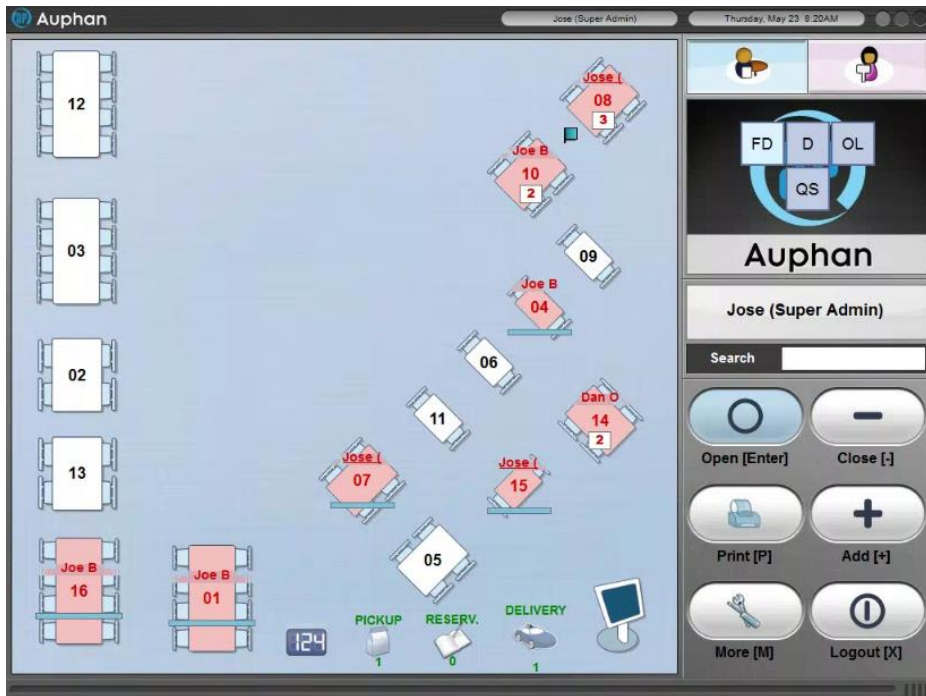 Auphan
Jose (Super Admin)
Thursday, May 23 8:20AM
12
Jose (
08
3
Joe B
10
2
03
09
Joe B
04
06
02
Dan O
14
2
11
13
Jose (
07
Jose (
15
05
Joe B
16
Joe B
01
124
PICKUP
1
RESERV.
0
DELIVERY
1
FD
D
OL
QS
Auphan
Jose (Super Admin)
Search
Open [Enter]
Close [-]
Print [P]
Add [+]
More [M]
Logout [X]